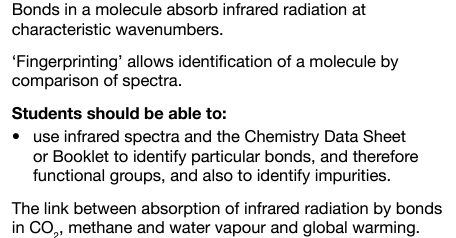 Bonds in a molecule absorb infrared radiation at
characteristic wavenumbers.
‘Fingerprinting’ allows identification of a molecule by
comparison of spectra.
Students should be able to:
• use infrared spectra and the Chemistry Data Sheet
or Booklet to identify particular bonds, and therefore
functional groups, and also to identify impurities.
The link between absorption of infrared radiation by bonds
in CO₂, methane and water vapour and global warming.